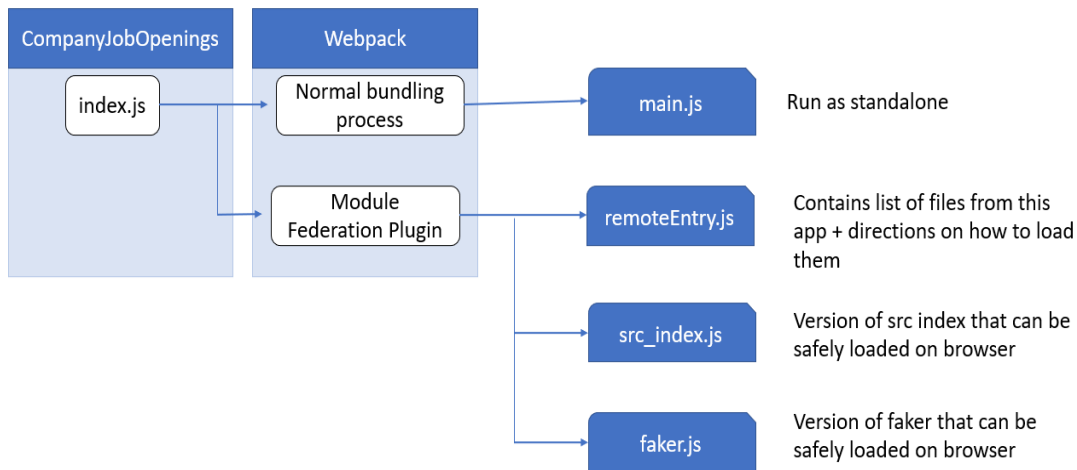 CompanyJobOpenings
Webpack
index.js
Normal bundling
process
main.js
Run as standalone
Module
Federation Plugin
remoteEntry.js
Contains list of files from this
app + directions on how to load
them
src_index.js
Version of src index that can be
safely loaded on browser
faker.js
Version of faker that can be
safely loaded on browser